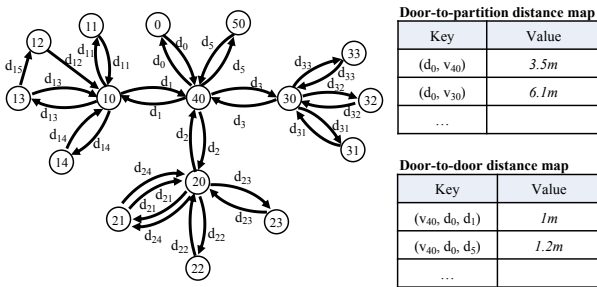 Door-to-partition distance map
Key Value
(d₀, v₄₀) 3.5m
(d₀, v₃₀) 6.1m
…
Door-to-door distance map
Key Value
(v₄₀, d₀, d₁) 1m
(v₄₀, d₀, d₅) 1.2m
…
11 0 50
12 d₁₁ d₀ d₅ 33
d₁₅ d₁₂ d₁₁ d₀ d₅ d₃₃
d₃₃
13 d₁₃ 10 d₁ 40 d₃ 30 d₃₂ 32
d₁₃ d₁ d₃ d₃₂
d₁₄ d₁₄ d₂ d₂ d₃₁ d₃₁
14 31
d₂₄ 20 d₂₃
d₂₁
21 d₂₁ d₂₃ 23
d₂₄ d₂₂ d₂₂
22